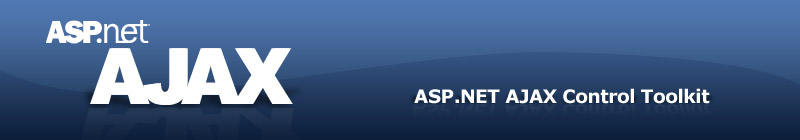 ASP.net
AJAX
ASP.NET AJAX Control Toolkit